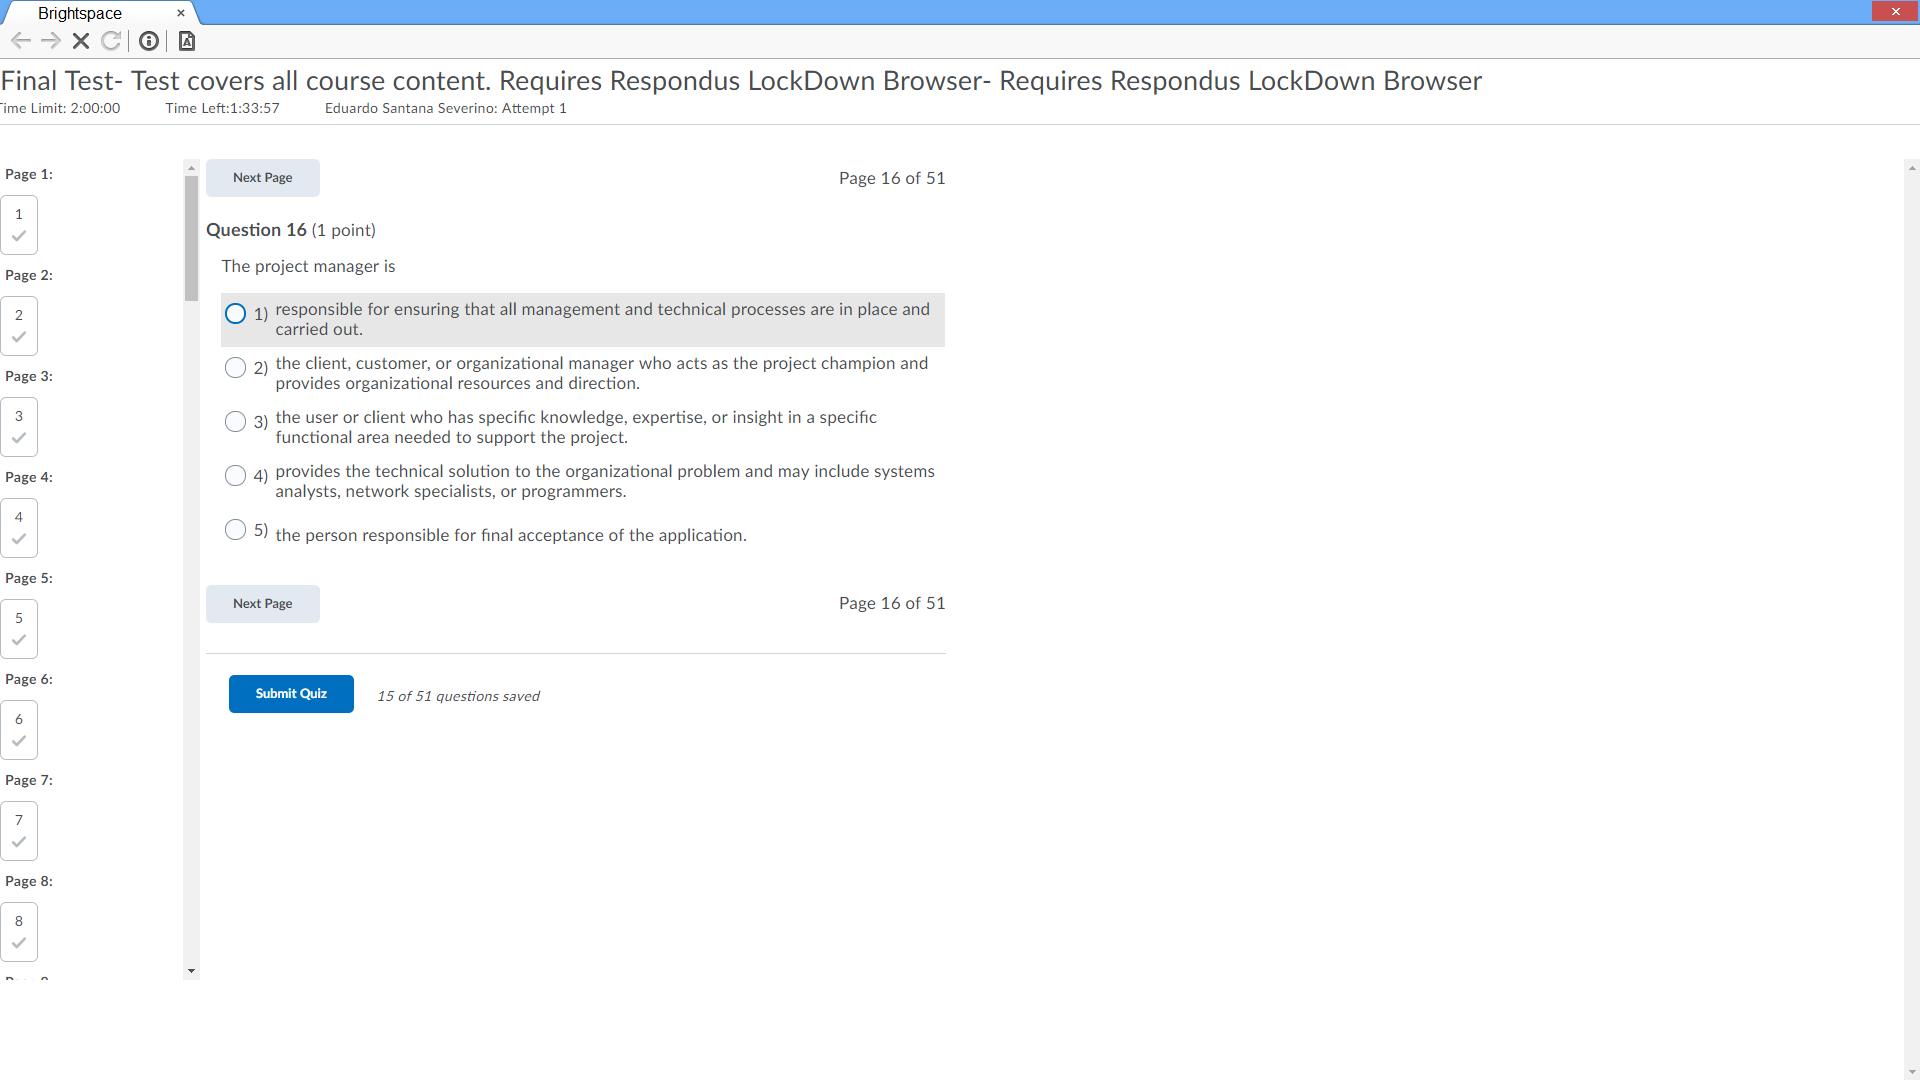 Brightspace
Final Test- Test covers all course content. Requires Respondus LockDown Browser- Requires Respondus LockDown Browser
Time Limit: 2:00:00 Time Left:1:33:57 Eduardo Santana Severino: Attempt 1
Page 1:
1
Page 2:
2
Page 3:
3
Page 4:
4
Page 5:
5
Page 6:
6
Page 7:
7
Page 8:
8
Next Page Page 16 of 51
Question 16 (1 point)
The project manager is
1) responsible for ensuring that all management and technical processes are in place and
carried out.
2) the client, customer, or organizational manager who acts as the project champion and
provides organizational resources and direction.
3) the user or client who has specific knowledge, expertise, or insight in a specific
functional area needed to support the project.
4) provides the technical solution to the organizational problem and may include systems
analysts, network specialists, or programmers.
5) the person responsible for final acceptance of the application.
Next Page Page 16 of 51
Submit Quiz 15 of 51 questions saved